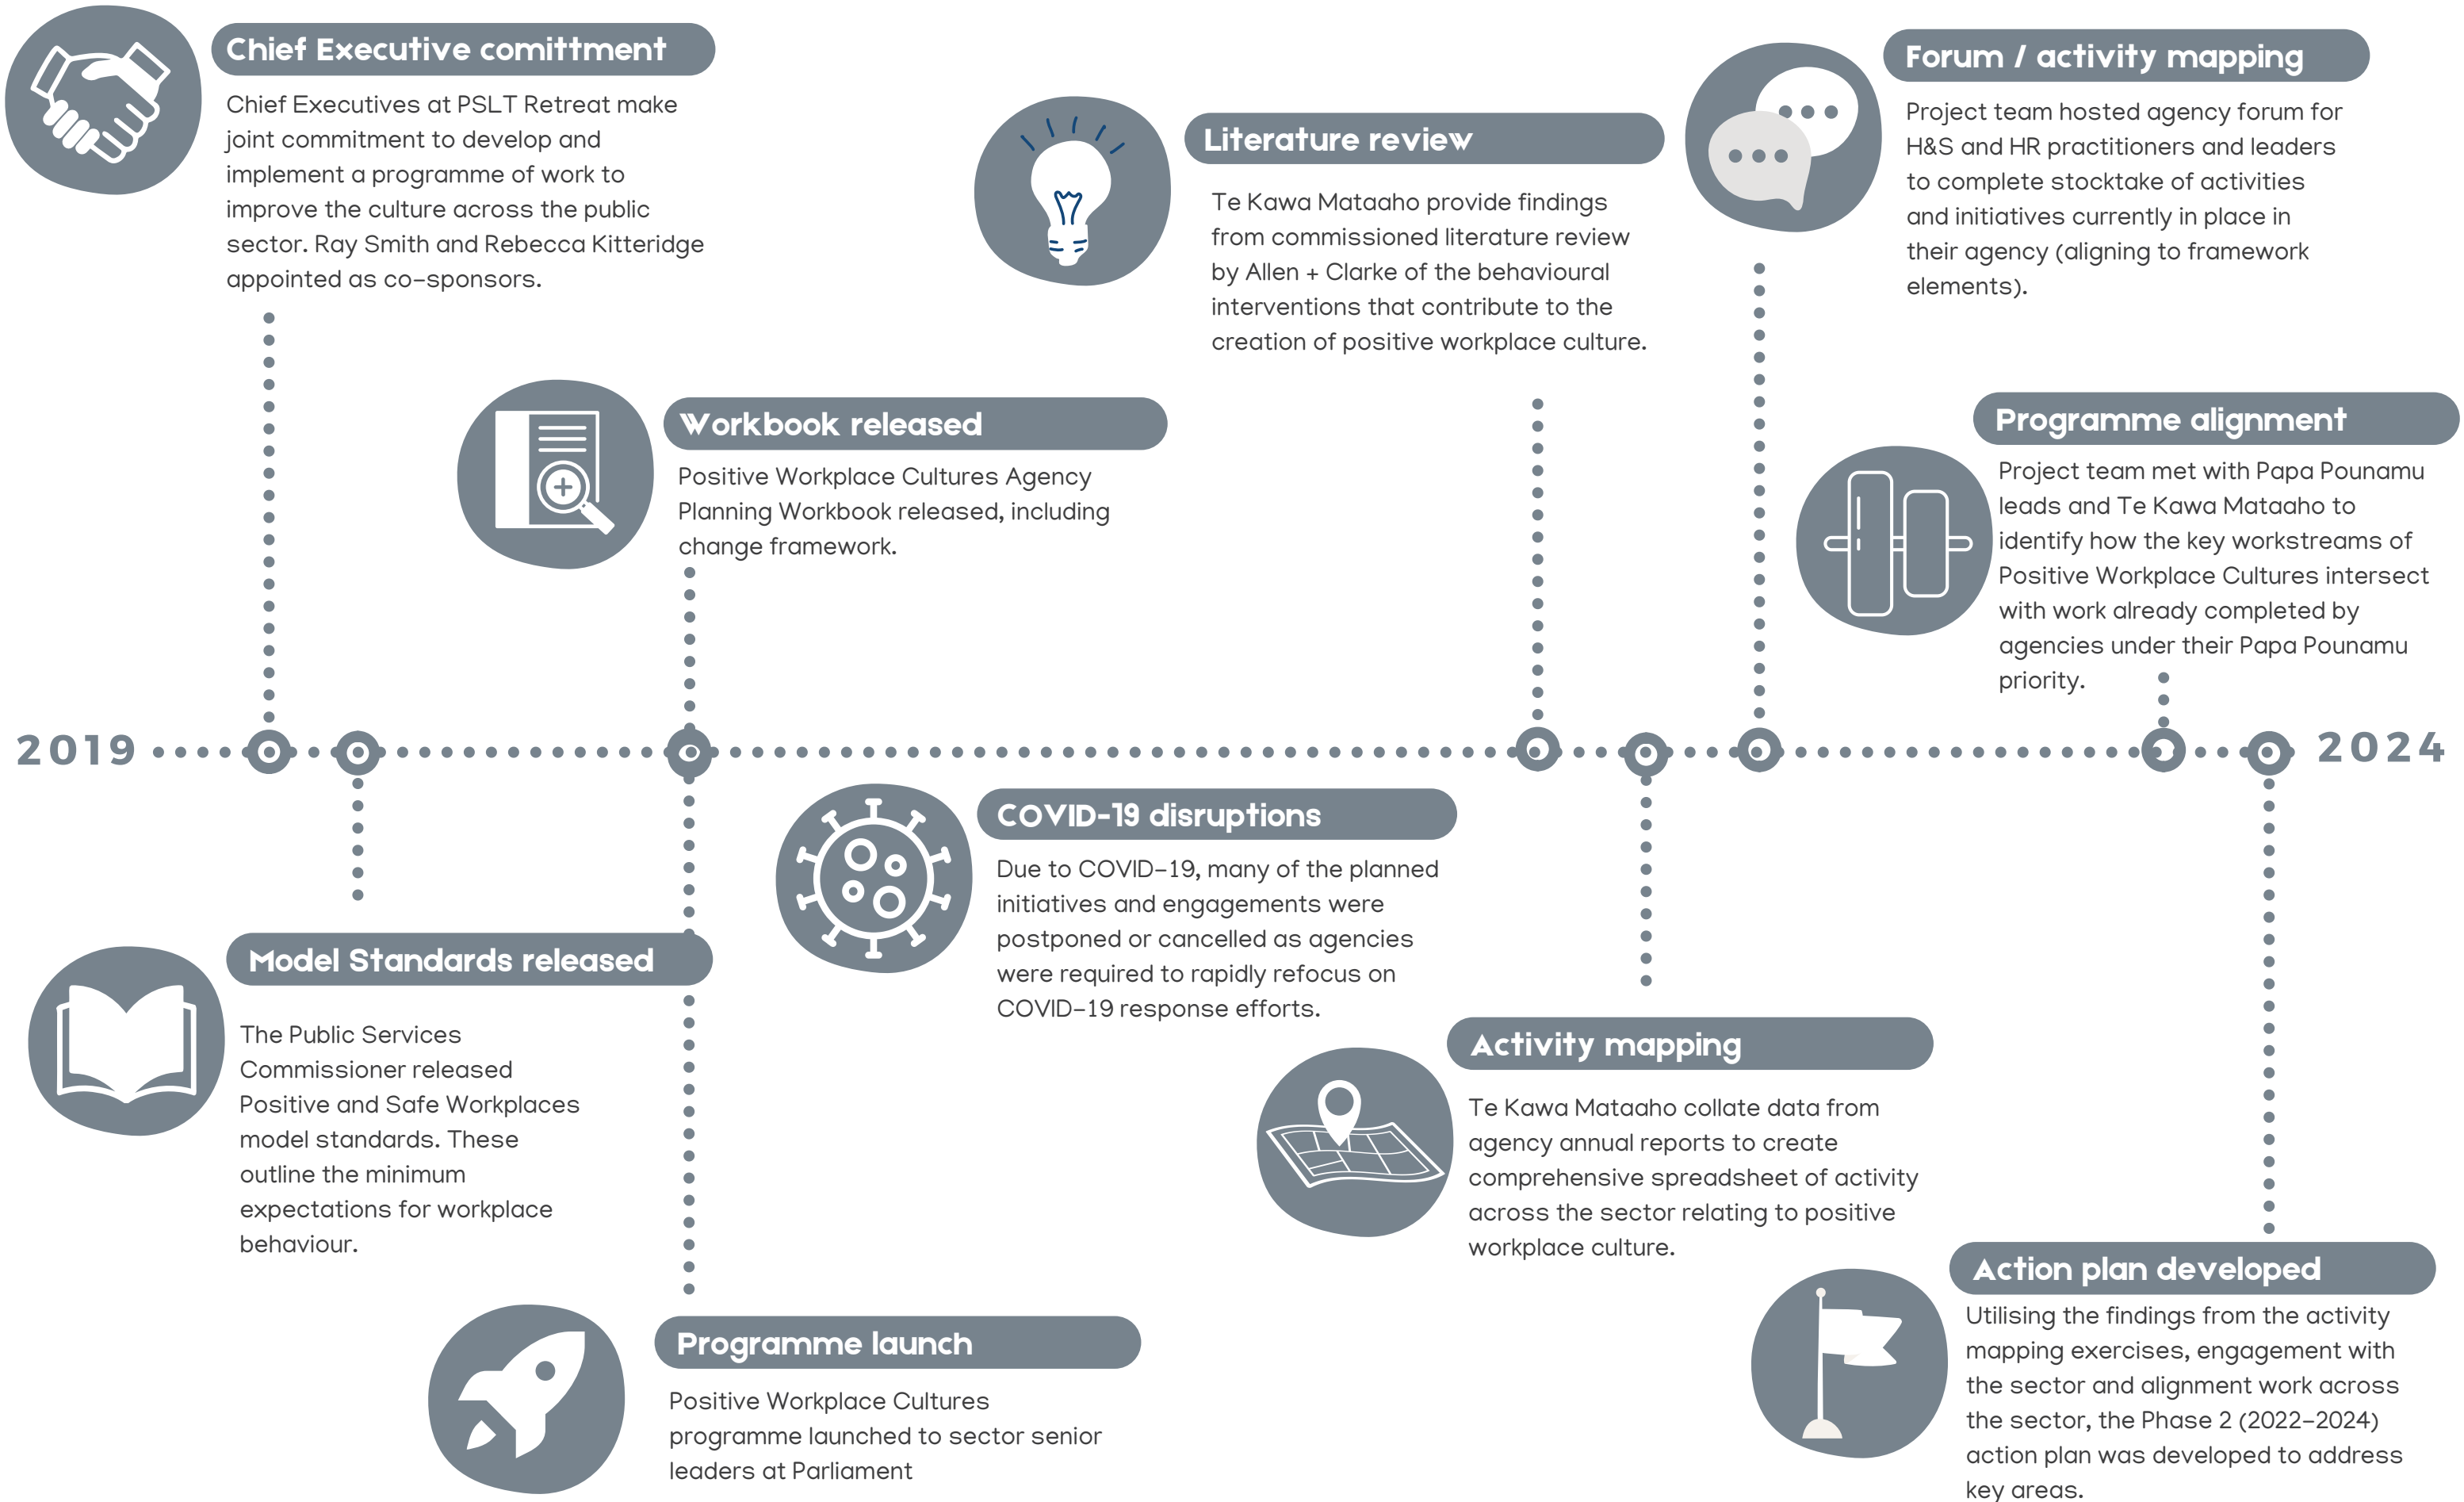 Chief Executive comittment
Chief Executives at PSLT Retreat make
joint commitment to develop and
implement a programme of work to
improve the culture across the public
sector. Ray Smith and Rebecca Kitteridge
appointed as co-sponsors.
Workbook released
Positive Workplace Cultures Agency
Planning Workbook released, including
change framework.
Literature review
Te Kawa Mataaho provide findings
from commissioned literature review
by Allen + Clarke of the behavioural
interventions that contribute to the
creation of positive workplace culture.
Forum / activity mapping
Project team hosted agency forum for
H&S and HR practitioners and leaders
to complete stocktake of activities
and initiatives currently in place in
their agency (aligning to framework
elements).
Programme alignment
Project team met with Papa Pounamu
leads and Te Kawa Mataaho to
identify how the key workstreams of
Positive Workplace Cultures intersect
with work already completed by
agencies under their Papa Pounamu
priority.
2019
2024
Model Standards released
The Public Services
Commissioner released
Positive and Safe Workplaces
model standards. These
outline the minimum
expectations for workplace
behaviour.
Programme launch
Positive Workplace Cultures
programme launched to sector senior
leaders at Parliament
COVID-19 disruptions
Due to COVID-19, many of the planned
initiatives and engagements were
postponed or cancelled as agencies
were required to rapidly refocus on
COVID-19 response efforts.
Activity mapping
Te Kawa Mataaho collate data from
agency annual reports to create
comprehensive spreadsheet of activity
across the sector relating to positive
workplace culture.
Action plan developed
Utilising the findings from the activity
mapping exercises, engagement with
the sector and alignment work across
the sector, the Phase 2 (2022-2024)
action plan was developed to address
key areas.